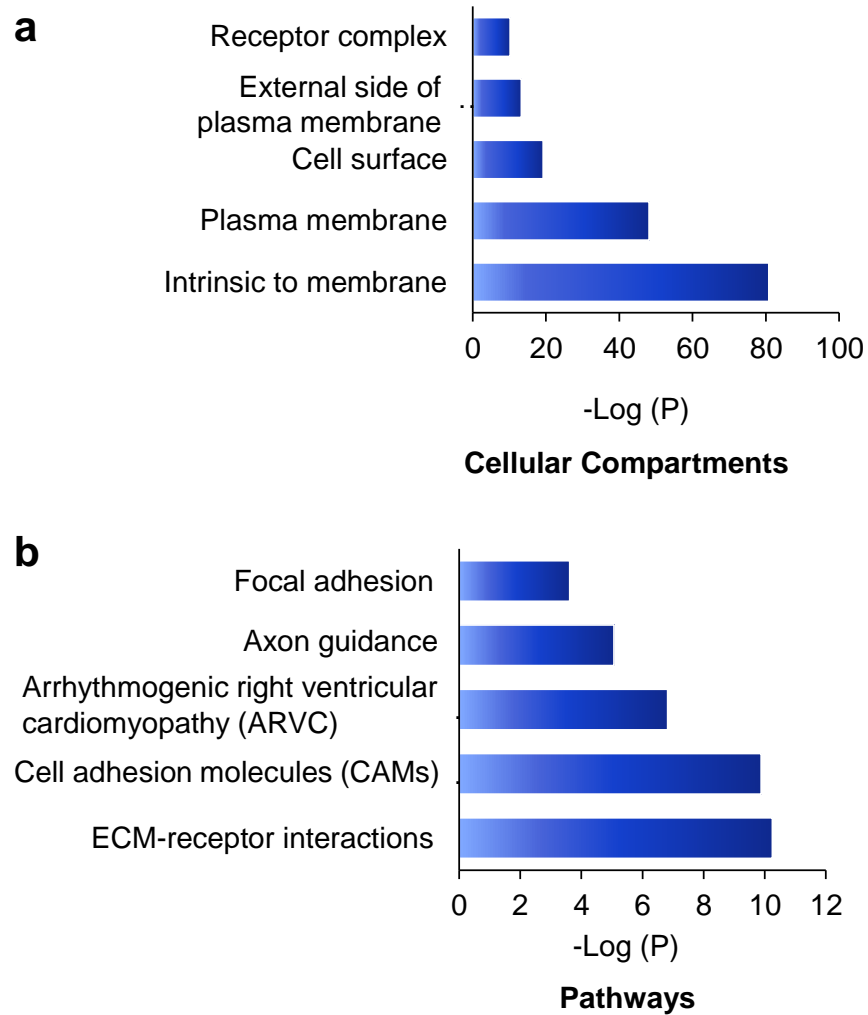 a
Receptor complex
External side of
plasma membrane
Cell surface
Plasma membrane
Intrinsic to membrane
0 20 40 60 80 100
-Log (P)
Cellular Compartments
b
Focal adhesion
Axon guidance
Arrhythmogenic right ventricular
cardiomyopathy (ARVC)
Cell adhesion molecules (CAMs)
ECM-receptor interactions
0 2 4 6 8 10 12
-Log (P)
Pathways